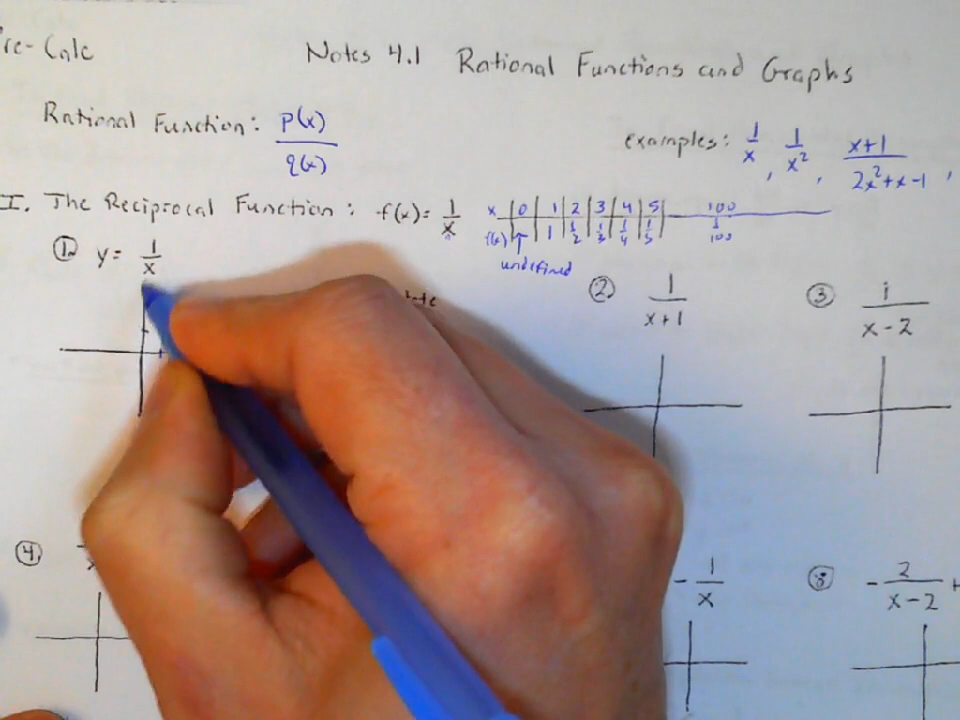 re-Calc Notes 4.1 Rational Functions and Graphs
Rational Function: P(x)/q(x) examples: 1/x, 1/x², x+1/2x²+x-1,
I. The Reciprocal Function: f(x)= 1/x
x | 0 | 1 | 2 | 3 | 4 | 5 | 100
f(x) | ↑ | 1 | 1/2 | 1/3 | 1/4 | 1/5 | 1/100
undefined
① y= 1/x
② 1/x+1
③ 1/x-2
④
-1/x
⑧ -2/x-2 +